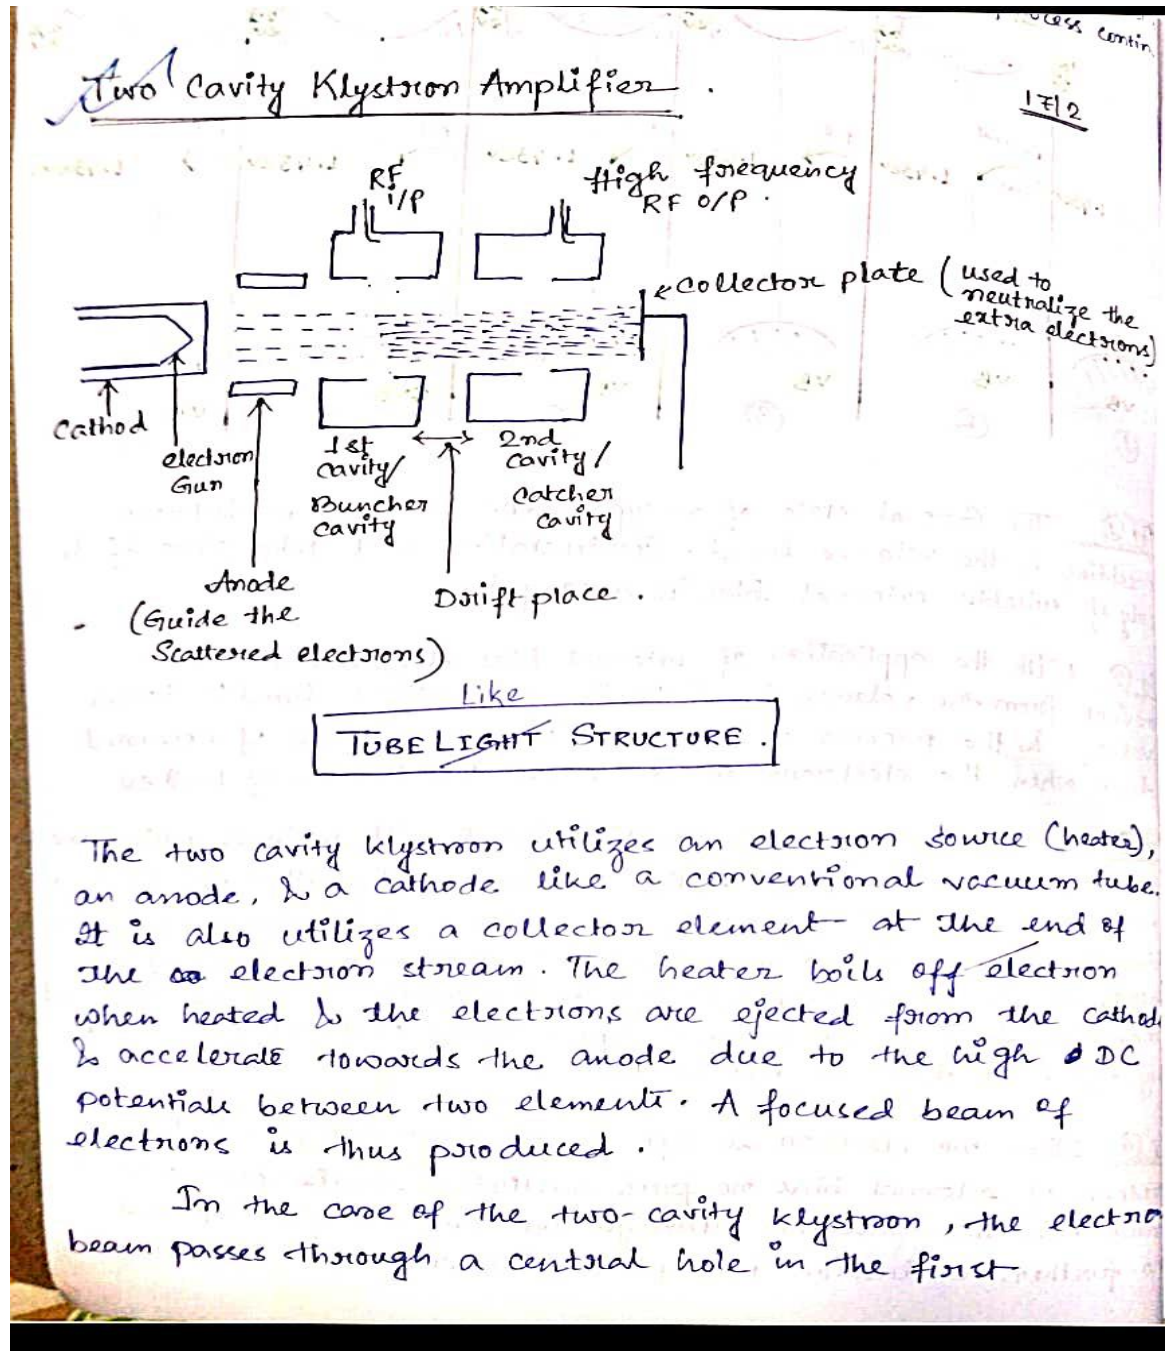 ocess contin
Two Cavity Klystron Amplifier .
17/2
RF
i/P
High frequency
RF O/P .
Collector plate (used to
neutralize the
extra electrons)
Cathod
electron
Gun
1st
cavity/
Buncher
cavity
2nd
cavity/
Catcher
cavity
Anode
(Guide the
Scattered electrons)
Drift place .
Like
TUBE LIGHT STRUCTURE .
The two cavity klystron utilizes an electron source (heater),
an anode, & a cathode like a conventional vacuum tube.
It is also utilizes a collector element at the end of
the electron stream. The heater boils off electron
when heated & the electrons are ejected from the cathod
& accelerate towards the anode due to the high DC
potentials between two elements. A focused beam of
electrons is thus produced .
In the case of the two-cavity klystron, the electro
beam passes through a central hole in the first